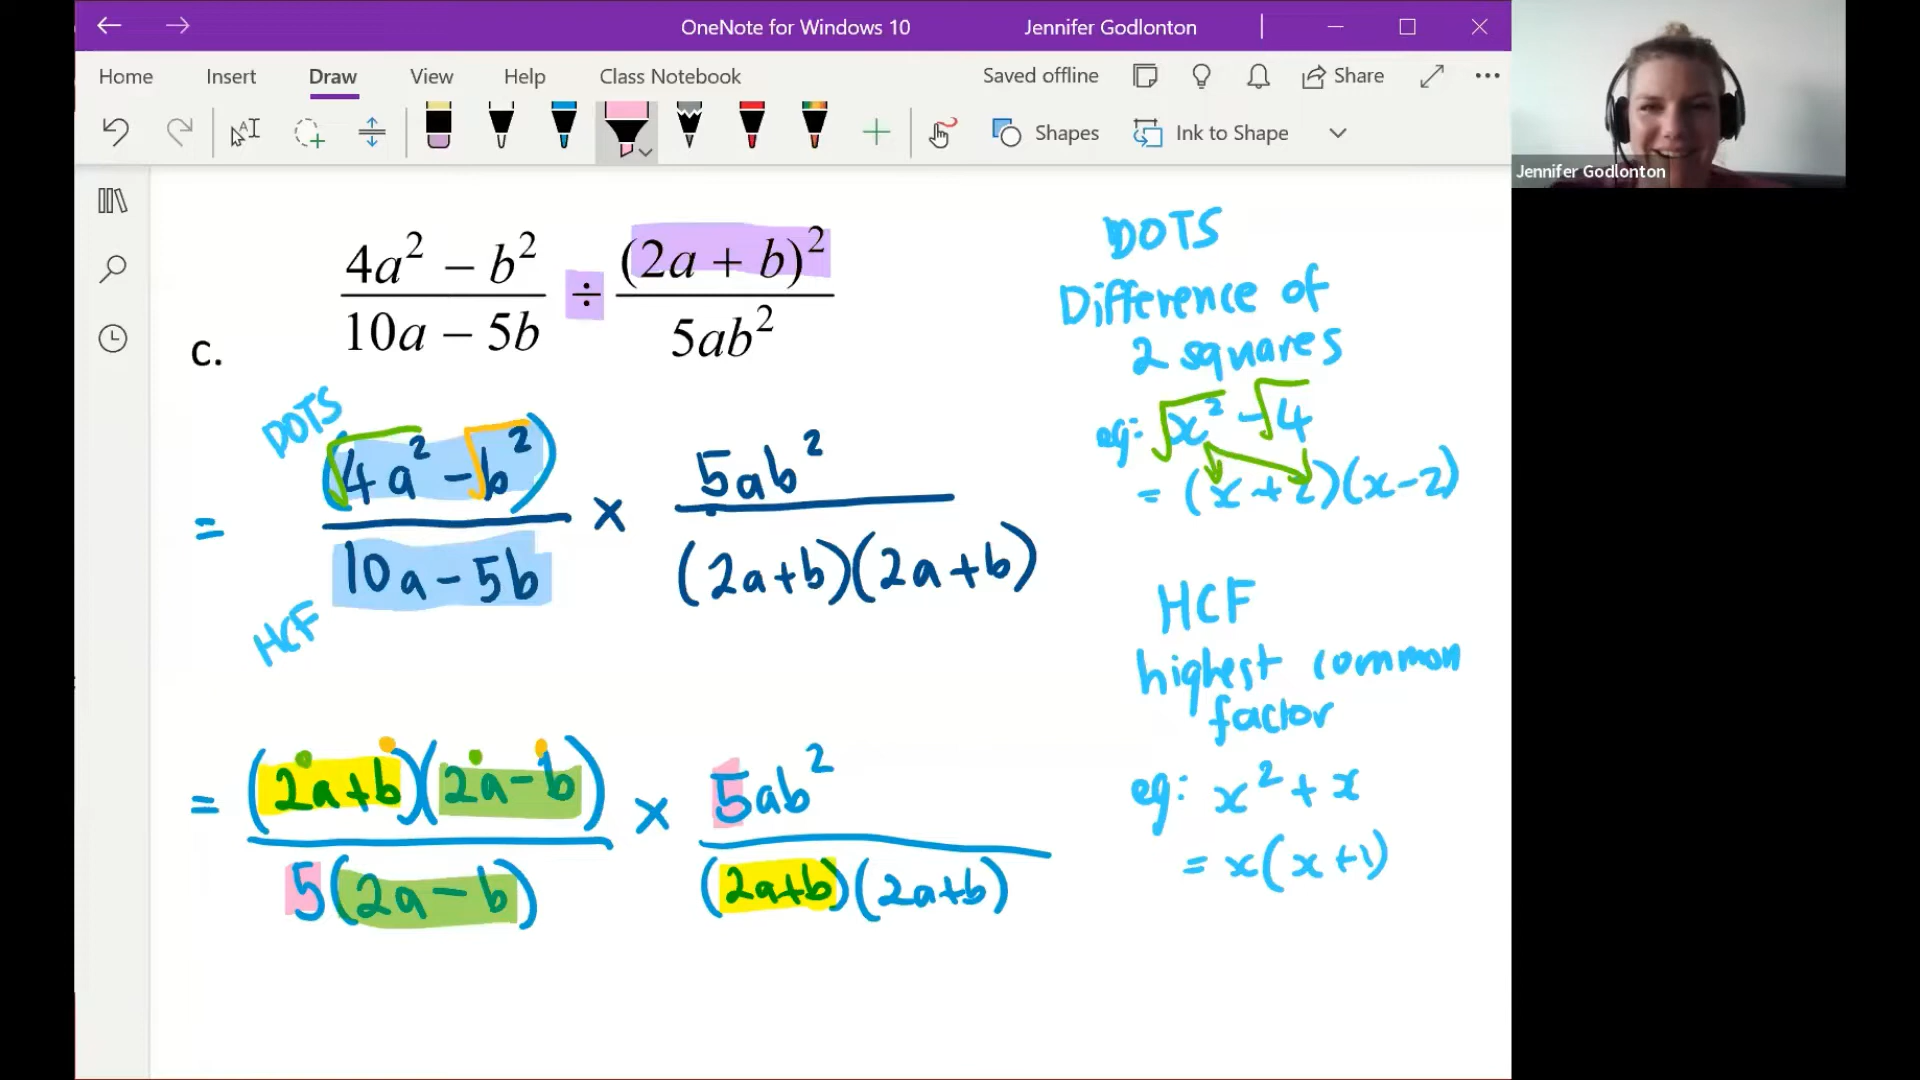 OneNote for Windows 10
Jennifer Godlonton
Home Insert Draw View Help Class Notebook
Saved offline Share
Shapes Ink to Shape
Jennifer Godlonton
c. (4a² − b²)/(10a − 5b) ÷ (2a + b)²/(5ab²)
DOTS
= (√4a² − √b²)/(10a − 5b) × 5ab²/((2a+b)(2a+b))
HCF
= ((2a+b)(2a−b))/(5(2a−b)) × 5ab²/((2a+b)(2a+b))
DOTS
Difference of
2 squares
eg: √x² − √4
= (x+2)(x−2)
HCF
highest common
factor
eg: x² + x
= x(x+1)